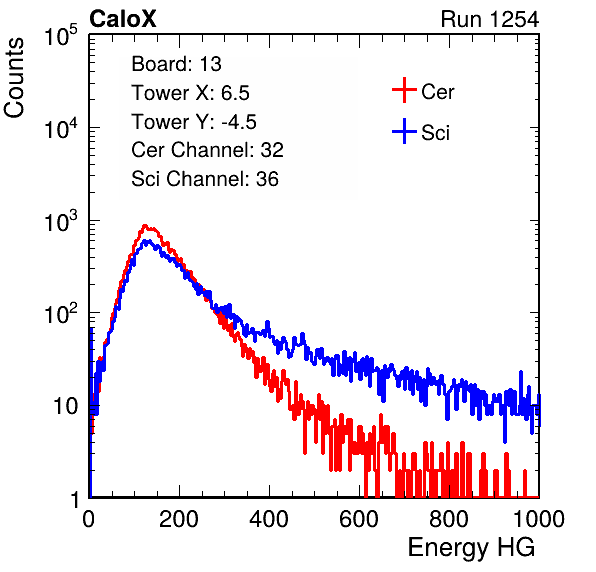 CaloX Run 1254
Counts
10^5
10^4
10^3
10^2
10
1
Board: 13
Tower X: 6.5
Tower Y: -4.5
Cer Channel: 32
Sci Channel: 36
Cer
Sci
0 200 400 600 800 1000
Energy HG